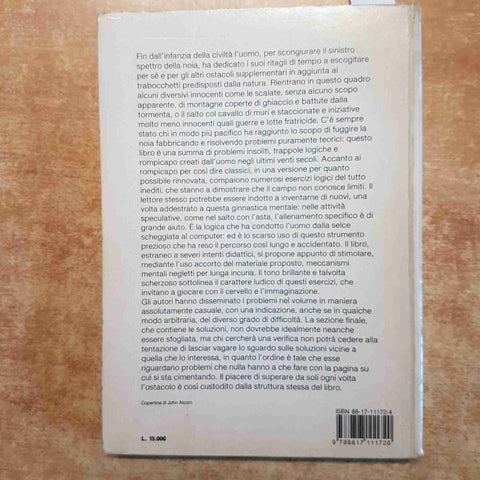 Fin dall'infanzia della civiltà l'uomo, per scongiurare il sinistro
spettro della noia, ha dedicato i suoi ritagli di tempo a escogitare
per sé e per gli altri ostacoli supplementari in aggiunta ai
trabocchetti predisposti dalla natura. Rientrano in questo quadro
alcuni diversivi innocenti come le scalate, senza alcuno scopo
apparente, di montagne coperte di ghiaccio e battute dalla
tormenta, o il salto col cavallo di muri e staccionate e iniziative
molto meno innocenti quali guerre e lotte fratricide. C'è sempre
stato chi in modo più pacifico ha raggiunto lo scopo di fuggire la
noia fabbricando e risolvendo problemi puramente teorici: questo
libro è una summa di problemi insoliti, trappole logiche e
rompicapo creati dall'uomo negli ultimi venti secoli. Accanto ai
rompicapo per così dire classici, in una versione per quanto
possibile rinnovata, compaiono numerosi esercizi logici del tutto
inediti, che stanno a dimostrare che il campo non conosce limiti. Il
lettore stesso potrebbe essere indotto a inventarne di nuovi, una
volta addestrato a questa ginnastica mentale: nelle attività
speculative, come nel salto con l'asta, l'allenamento specifico è di
grande aiuto. È la logica che ha condotto l'uomo dalla selce
scheggiata al computer: ed è lo scarso uso di questo strumento
prezioso che ha reso il percorso così lungo e accidentato. Il libro,
estraneo a severi intenti didattici, si propone appunto di stimolare,
mediante l'uso accorto del materiale proposto, meccanismi
mentali negletti per lunga incuria. Il tono brillante e talvolta
scherzoso sottolinea il carattere ludico di questi esercizi, che
invitano a giocare con il cervello e l'immaginazione.
Gli autori hanno disseminato i problemi nel volume in maniera
assolutamente casuale, con una indicazione, anche se in qualche
modo arbitraria, del diverso grado di difficoltà. La sezione finale,
che contiene le soluzioni, non dovrebbe idealmente neanche
essere sfogliata, ma chi cercherà una verifica non potrà cedere alla
tentazione di lasciar vagare lo sguardo sulle soluzioni vicine a
quella che lo interessa, in quanto l'ordine è tale che esse
riguardano problemi che nulla hanno a che fare con la pagina su
cui si sta cimentando. Il piacere di superare da soli ogni volta
l'ostacolo è così custodito dalla struttura stessa del libro.
Copertina di John Alcorn
L. 15.000
ISBN 88-17-11172-4
9 788817 111720